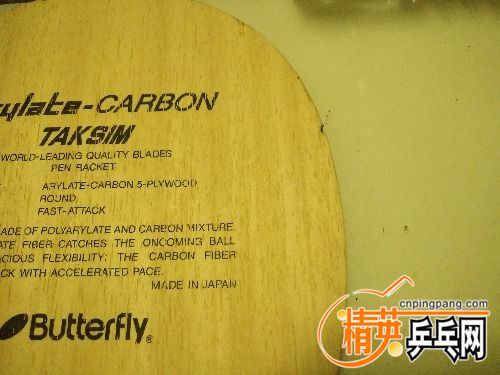 rylate-CARBON
TAKSIM
WORLD-LEADING QUALITY BLADES
PEN RACKET
ARYLATE-CARBON 5-PLYWOOD
ROUND
FAST-ATTACK
ADE OF POLYARYLATE AND CARBON MIXTURE.
ATE FIBER CATCHES THE ONCOMING BALL
ACIOUS FLEXIBILITY; THE CARBON FIBER
CK WITH ACCELERATED PACE.
MADE IN JAPAN
Butterfly®
cnpingpang.com
精英乒乓网